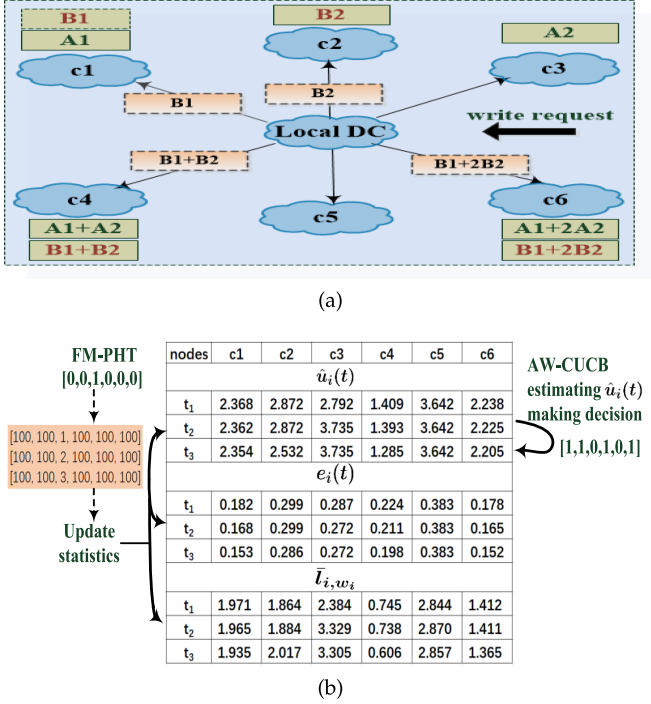 B1
A1
c1
B2
c2
A2
c3
B1
B2
write request
Local DC
B1+B2
B1+2B2
c4
c5
c6
A1+A2
B1+B2
A1+2A2
B1+2B2
(a)
FM-PHT
[0,0,1,0,0,0]
[100, 100, 1, 100, 100, 100]
[100, 100, 2, 100, 100, 100]
[100, 100, 3, 100, 100, 100]
Update
statistics
nodes c1 c2 c3 c4 c5 c6
û_i(t)
t₁ 2.368 2.872 2.792 1.409 3.642 2.238
t₂ 2.362 2.872 3.735 1.393 3.642 2.225
t₃ 2.354 2.532 3.735 1.285 3.642 2.205
e_i(t)
t₁ 0.182 0.299 0.287 0.224 0.383 0.178
t₂ 0.168 0.299 0.272 0.211 0.383 0.165
t₃ 0.153 0.286 0.272 0.198 0.383 0.152
l̄_{i,w_i}
t₁ 1.971 1.864 2.384 0.745 2.844 1.412
t₂ 1.965 1.884 3.329 0.738 2.870 1.411
t₃ 1.935 2.017 3.305 0.606 2.857 1.365
AW-CUCB
estimating û_i(t)
making decision
[1,1,0,1,0,1]
(b)